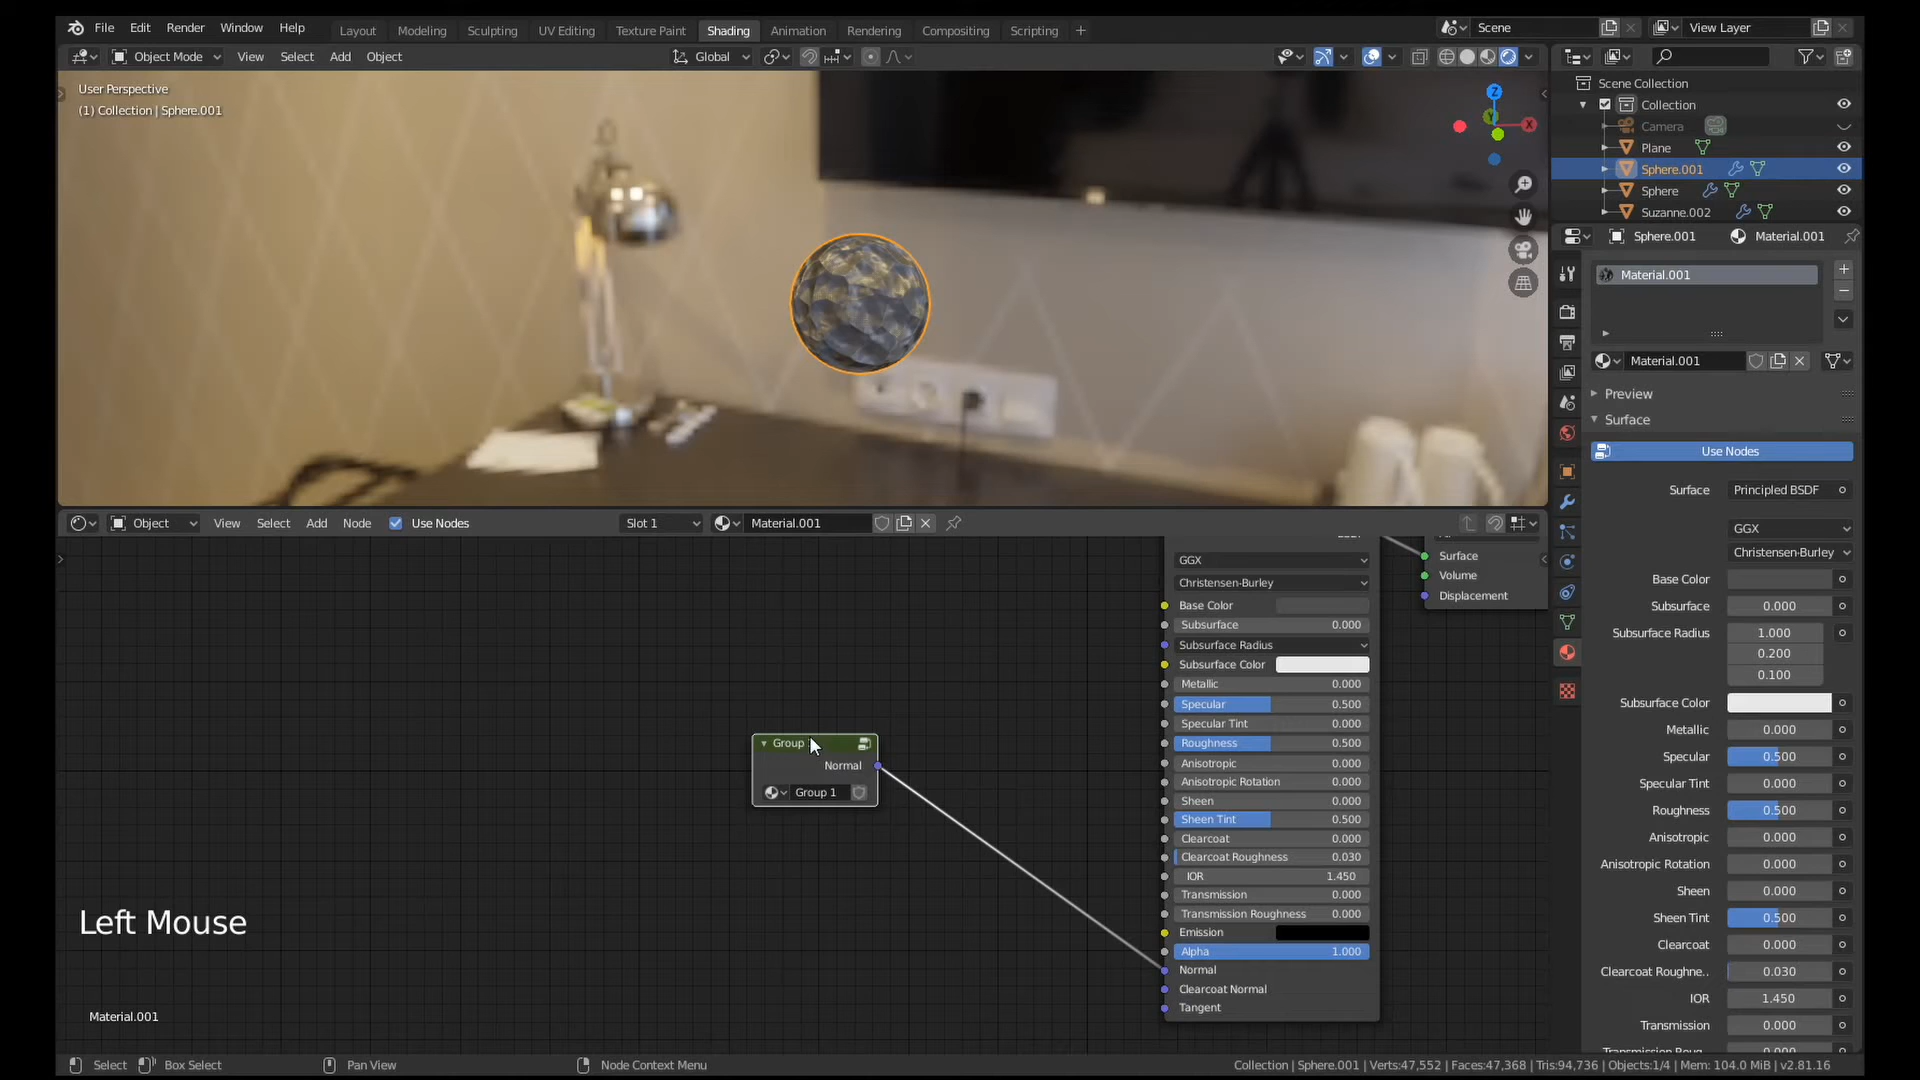 File Edit Render Window Help
Layout Modeling Sculpting UV Editing Texture Paint Shading Animation Rendering Compositing Scripting +
Scene
View Layer
Object Mode View Select Add Object
Global
User Perspective
(1) Collection | Sphere.001
Z
Y
X
Scene Collection
Collection
Camera
Plane
Sphere.001
Sphere
Suzanne.002
Sphere.001 Material.001
Material.001
Material.001
Preview
Surface
Use Nodes
Surface Principled BSDF
GGX
Christensen-Burley
Base Color
Subsurface 0.000
Subsurface Radius 1.000
0.200
0.100
Subsurface Color
Metallic 0.000
Specular 0.500
Specular Tint 0.000
Roughness 0.500
Anisotropic 0.000
Anisotropic Rotation 0.000
Sheen 0.000
Sheen Tint 0.500
Clearcoat 0.000
Clearcoat Roughne.. 0.030
IOR 1.450
Transmission 0.000
Object View Select Add Node Use Nodes Slot 1 Material.001
Surface
Volume
Displacement
GGX
Christensen-Burley
Base Color
Subsurface 0.000
Subsurface Radius
Subsurface Color
Metallic 0.000
Specular 0.500
Specular Tint 0.000
Roughness 0.500
Anisotropic 0.000
Anisotropic Rotation 0.000
Sheen 0.000
Sheen Tint 0.500
Clearcoat 0.000
Clearcoat Roughness 0.030
IOR 1.450
Transmission 0.000
Transmission Roughness 0.000
Emission
Alpha 1.000
Normal
Clearcoat Normal
Tangent
Group
Normal
Group 1
Left Mouse
Material.001
Select Box Select Pan View Node Context Menu
Collection | Sphere.001 | Verts:47,552 | Faces:47,368 | Tris:94,736 | Objects:1/4 | Mem: 104.0 MiB | v2.81.16